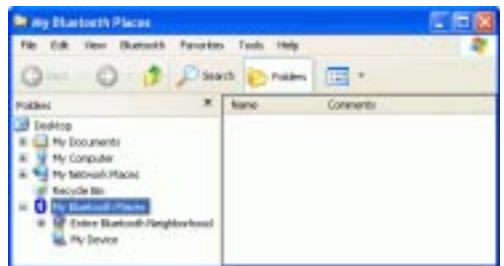 My Bluetooth Places
File Edit View Bluetooth Favorites Tools Help
Back Search Folders
Folders Name Comments
Desktop
My Documents
My Computer
My Network Places
Recycle Bin
My Bluetooth Places
Entire Bluetooth Neighborhood
My Device